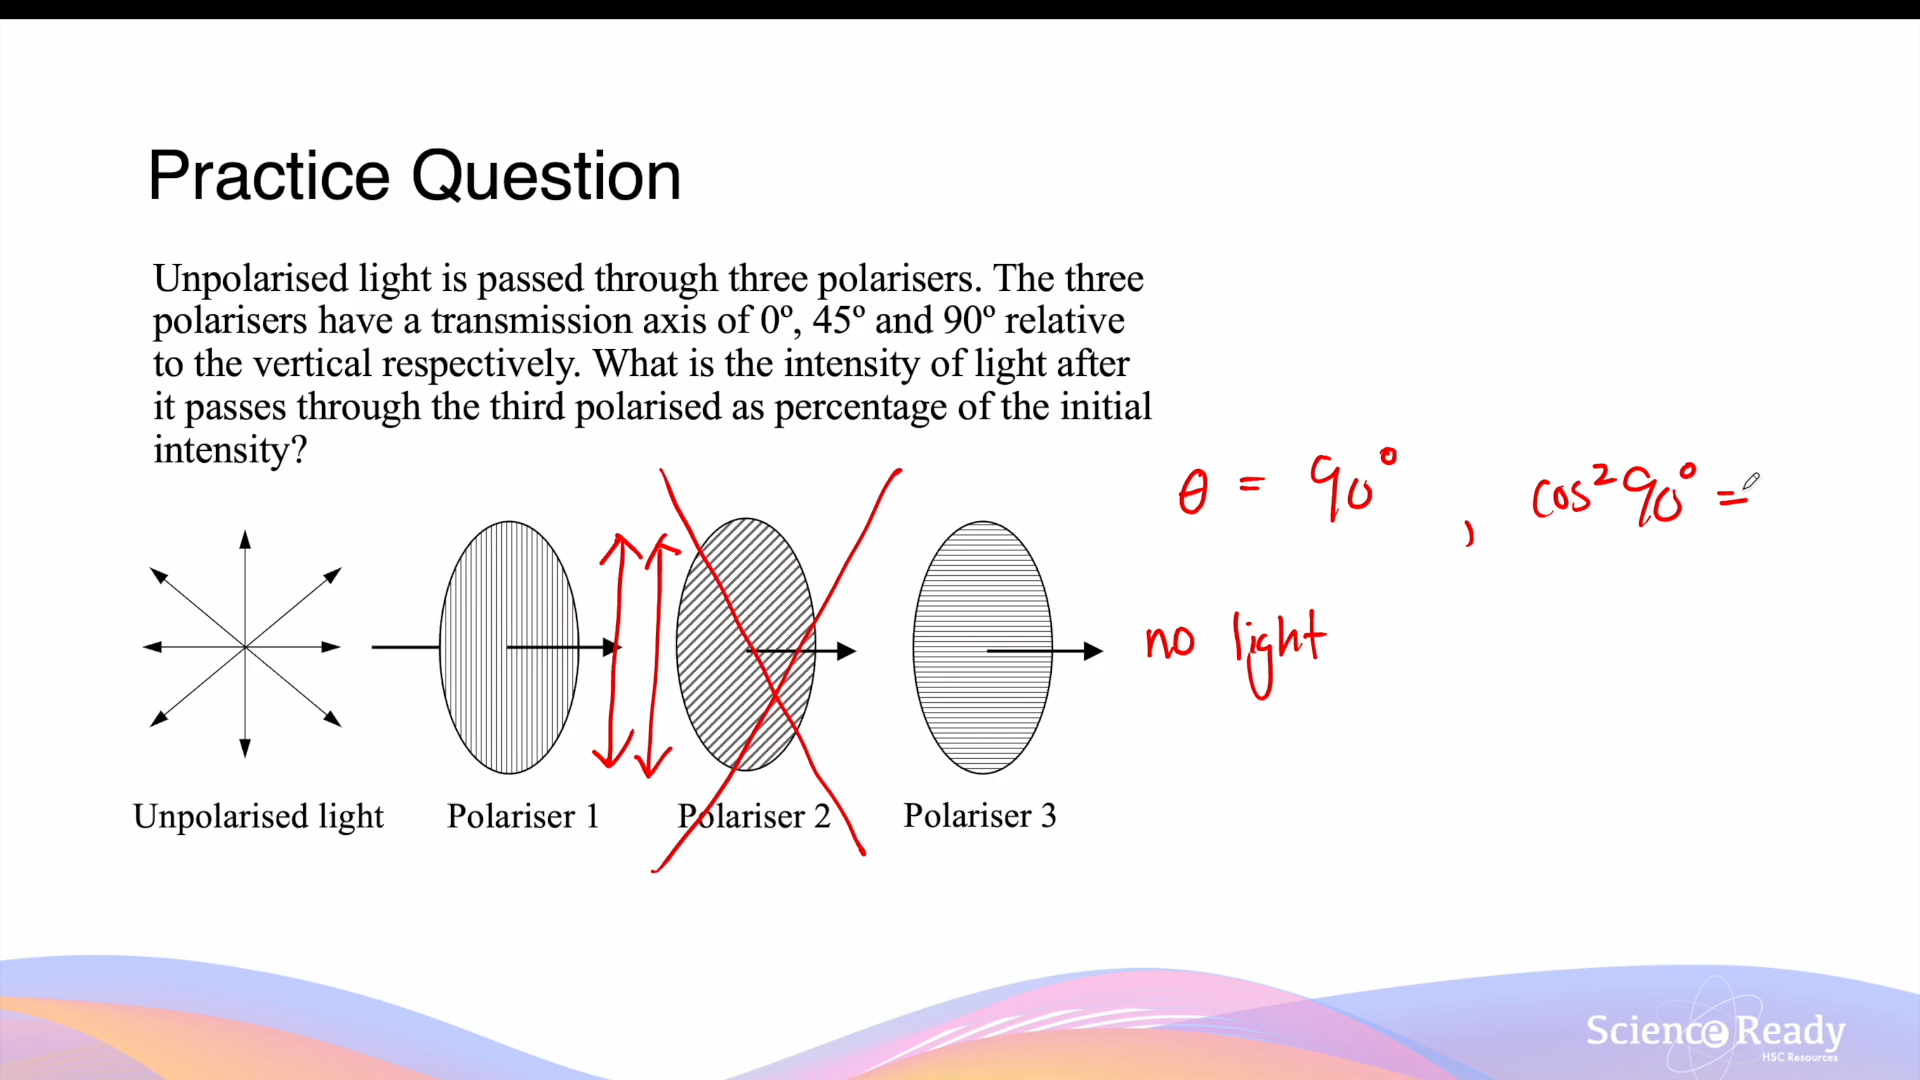 Practice Question
Unpolarised light is passed through three polarisers. The three
polarisers have a transmission axis of 0º, 45º and 90º relative
to the vertical respectively. What is the intensity of light after
it passes through the third polarised as percentage of the initial
intensity?
θ = 90° , cos² 90° =
no light
Unpolarised light
Polariser 1
Polariser 2
Polariser 3
Science Ready
HSC Resources